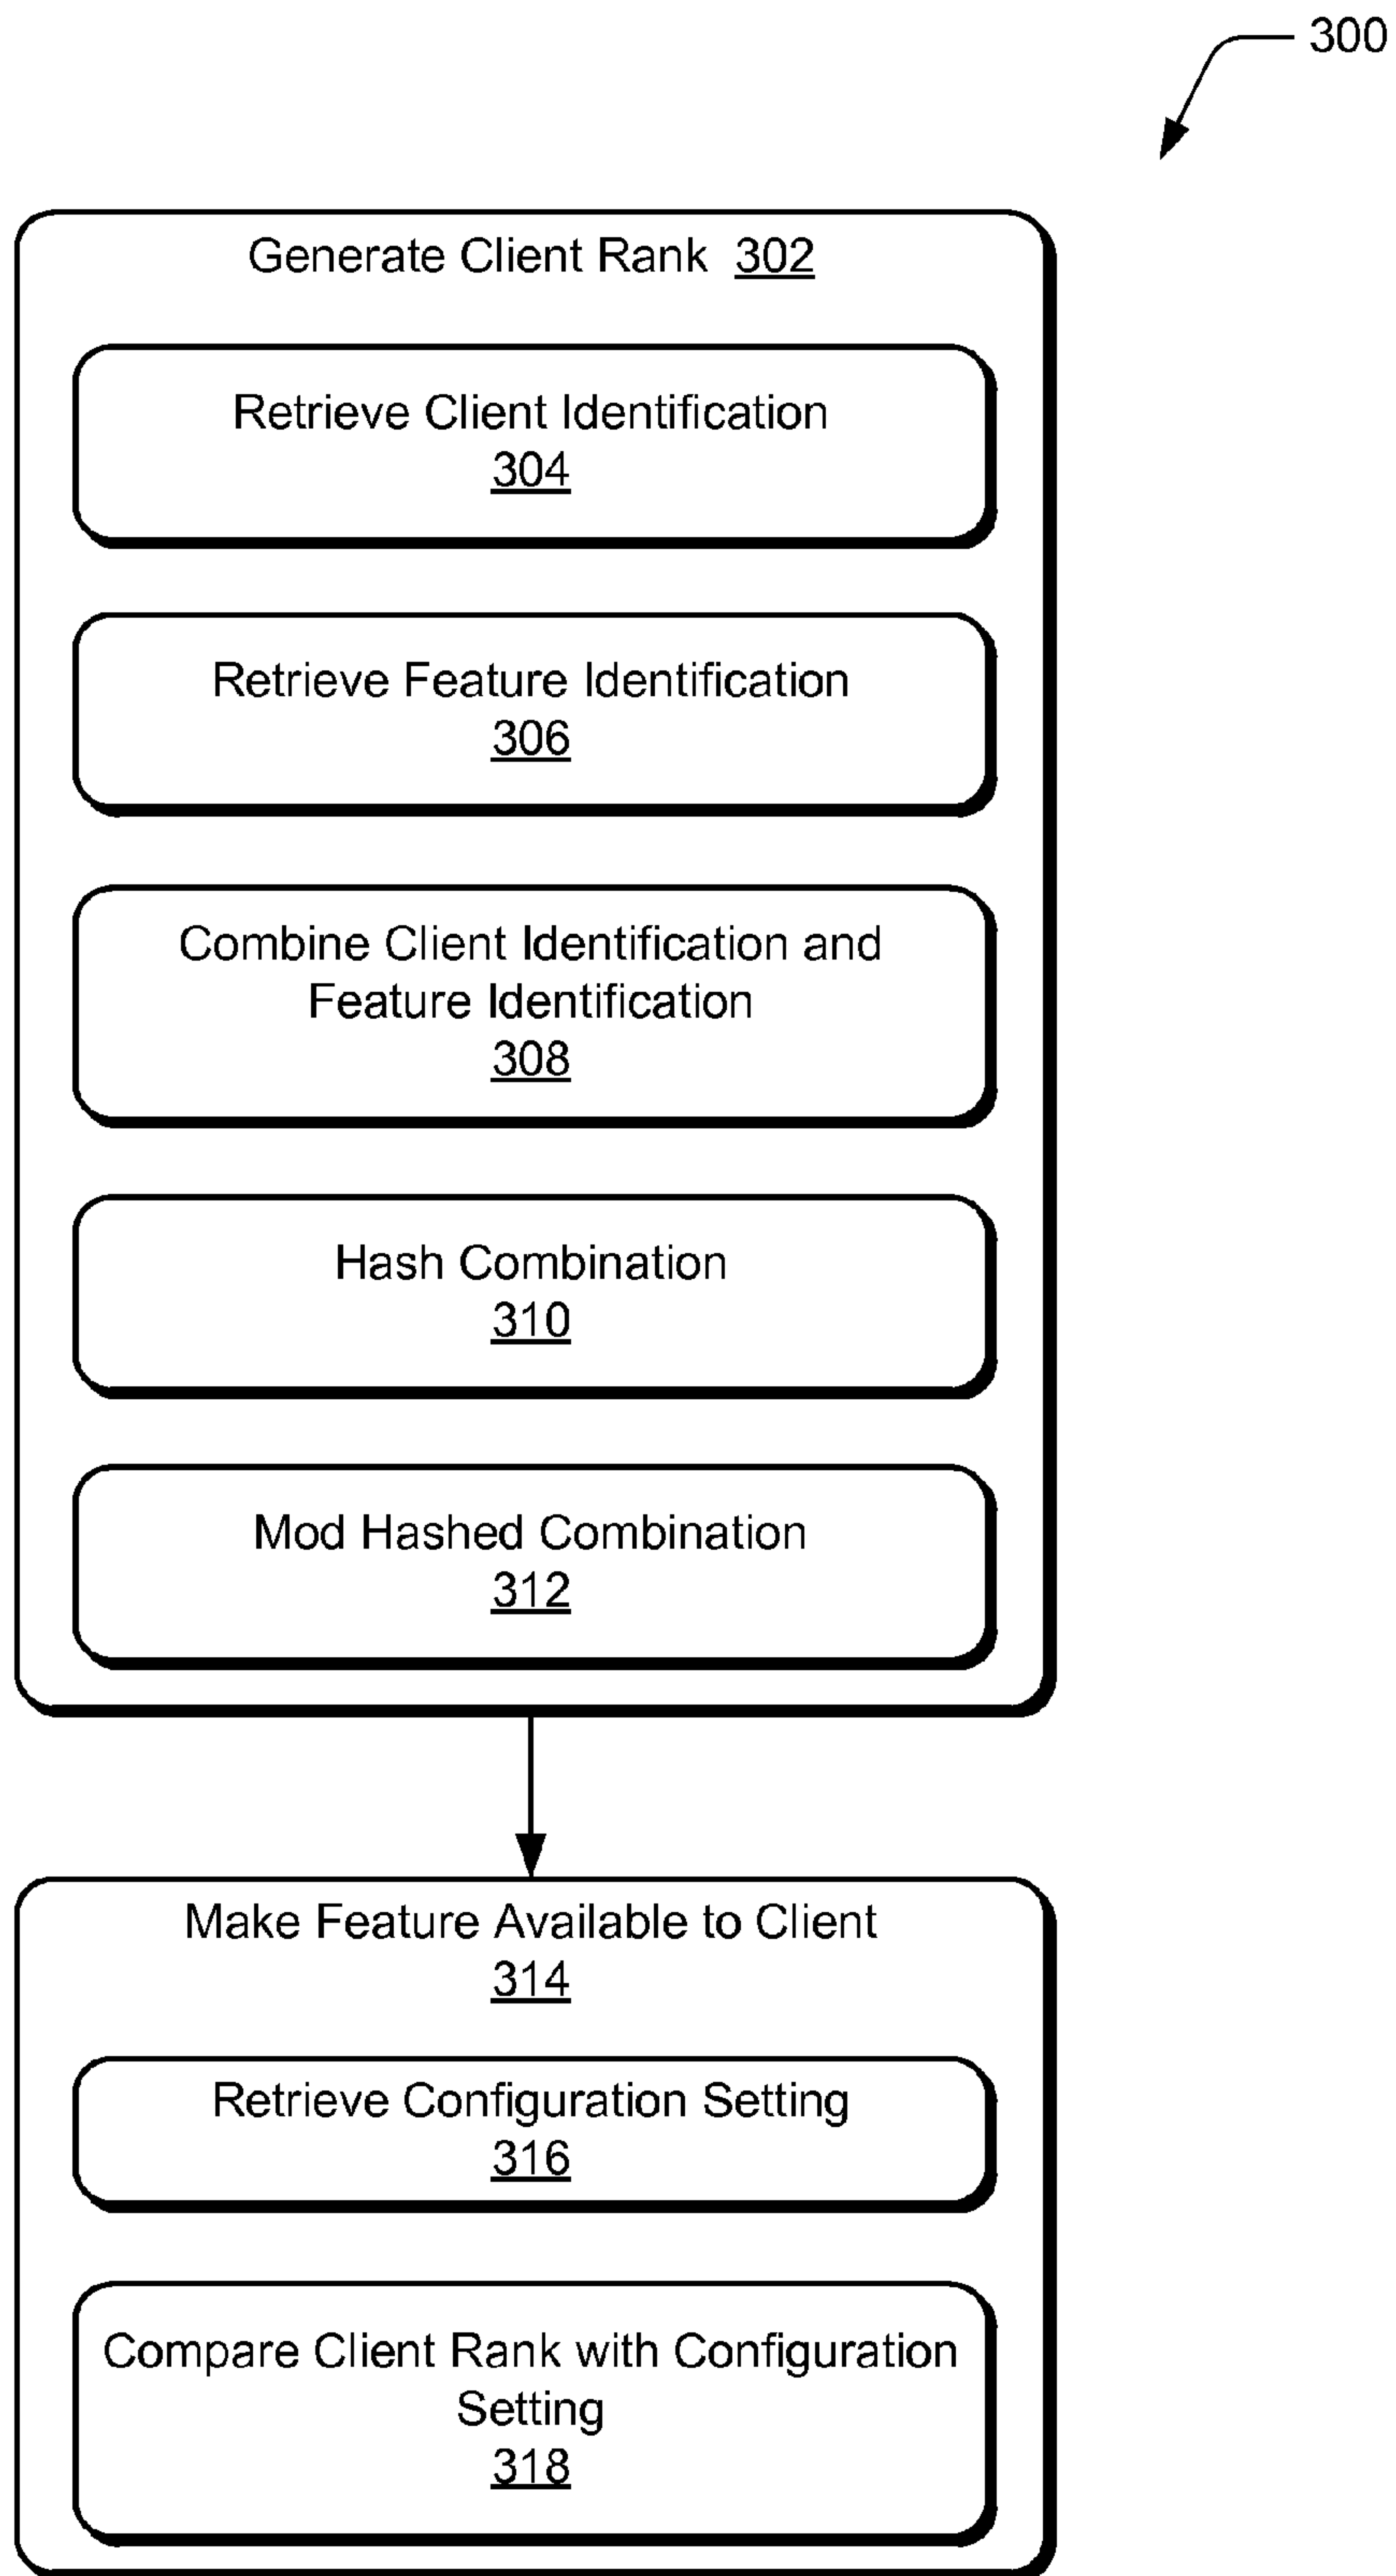 300
Generate Client Rank 302
Retrieve Client Identification
304
Retrieve Feature Identification
306
Combine Client Identification and
Feature Identification
308
Hash Combination
310
Mod Hashed Combination
312
Make Feature Available to Client
314
Retrieve Configuration Setting
316
Compare Client Rank with Configuration
Setting
318